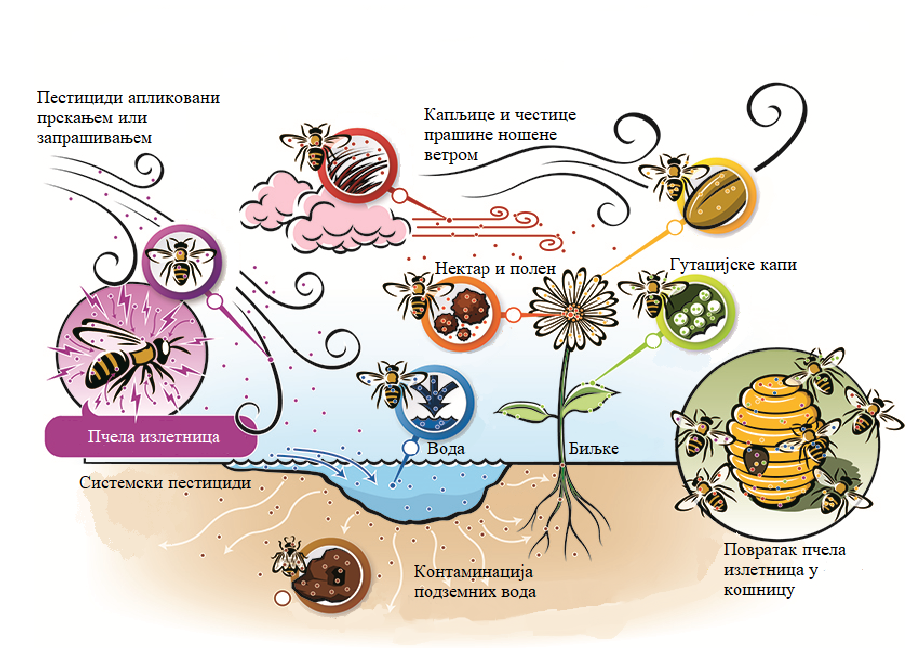 Пестициди апликовани
прскањем или
запрашивањем
Капљице и честице
прашине ношене
ветром
Нектар и полен
Гутацијске капи
Пчела излетница
Вода
Биљке
Системски пестициди
Контаминација
подземних вода
Повратак пчела
излетница у
кошницу